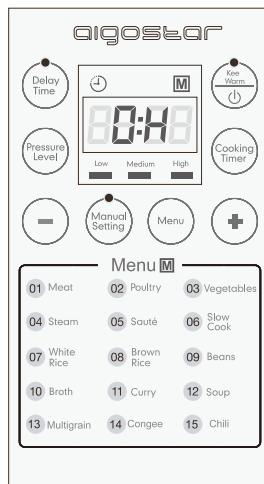 aigostar
Delay Time
Kee Warm
M
0:H
Low Medium High
Pressure Level
Cooking Timer
Manual Setting
Menu
Menu M
01 Meat
02 Poultry
03 Vegetables
04 Steam
05 Sauté
06 Slow Cook
07 White Rice
08 Brown Rice
09 Beans
10 Broth
11 Curry
12 Soup
13 Multigrain
14 Congee
15 Chili